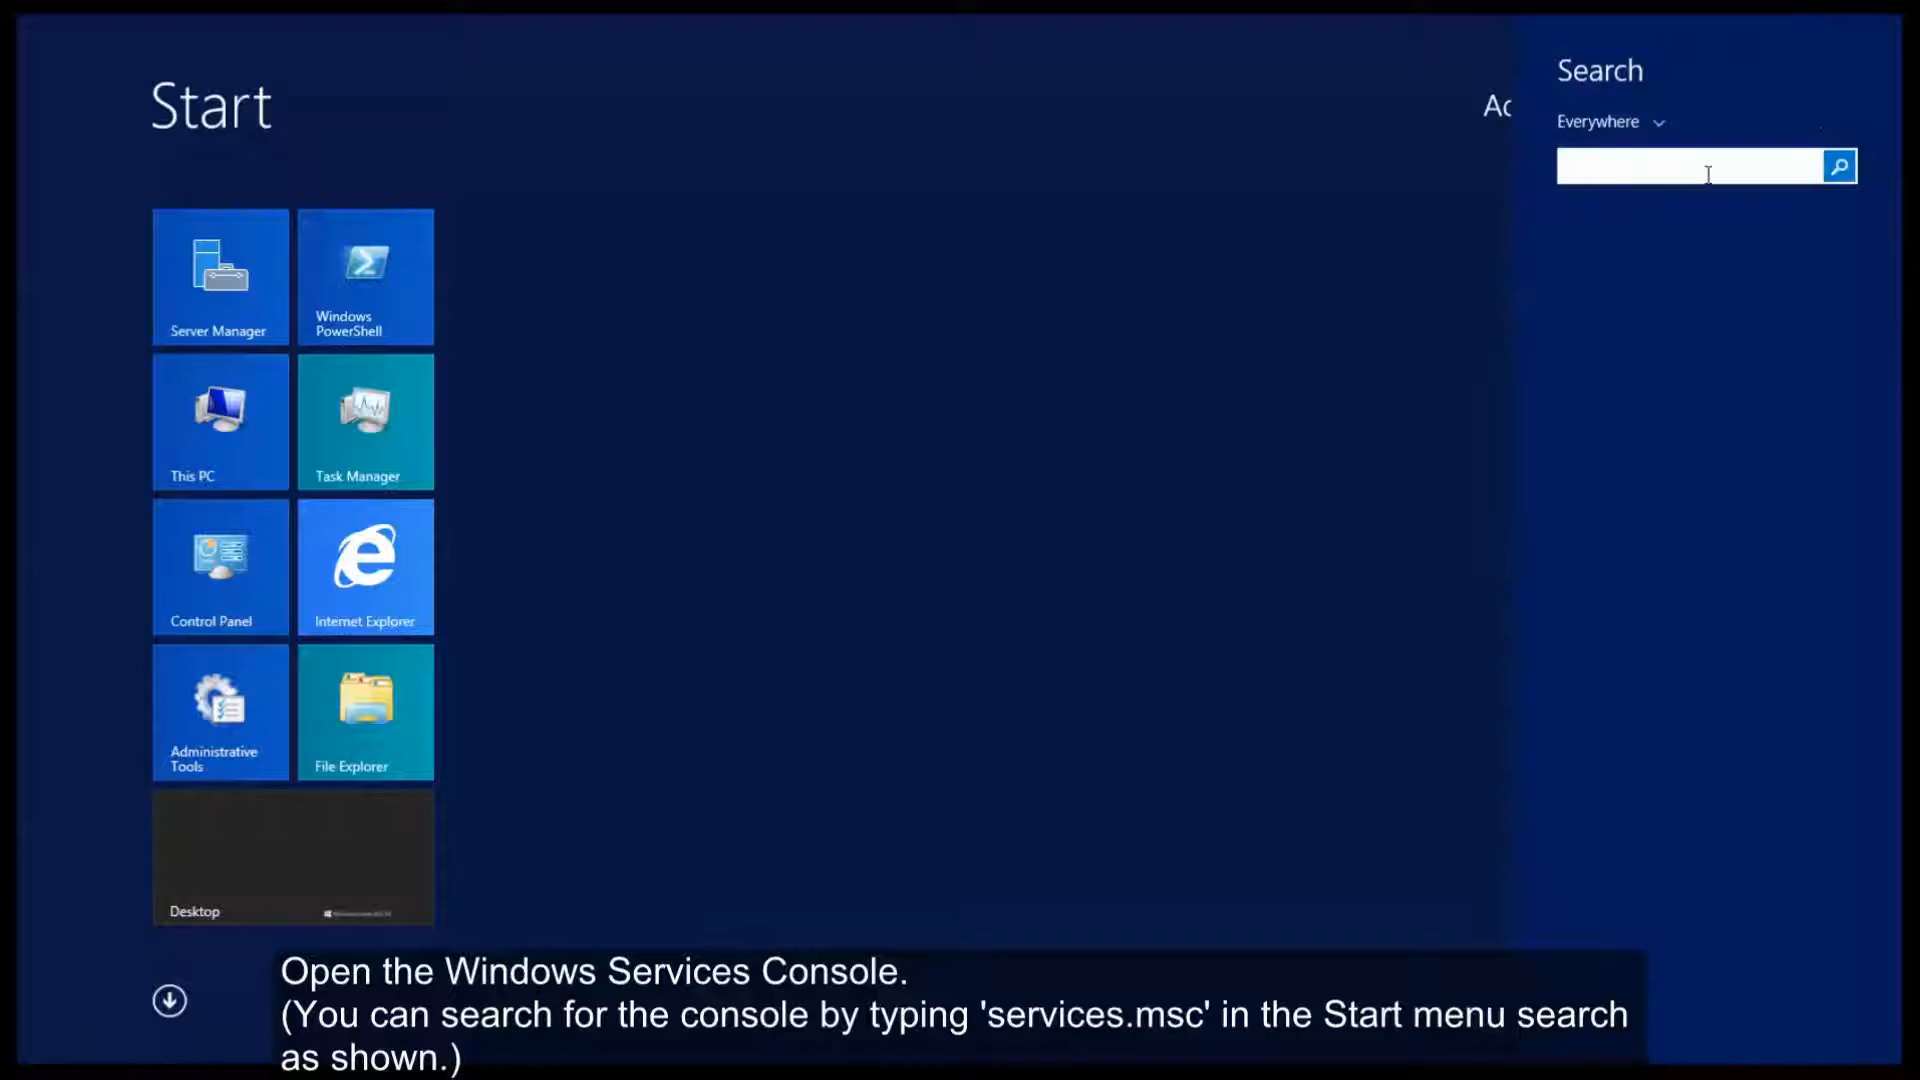 Start
Ac
Search
Everywhere
Server Manager
Windows
PowerShell
This PC
Task Manager
Control Panel
Internet Explorer
Administrative
Tools
File Explorer
Desktop
Open the Windows Services Console.
(You can search for the console by typing 'services.msc' in the Start menu search
as shown.)